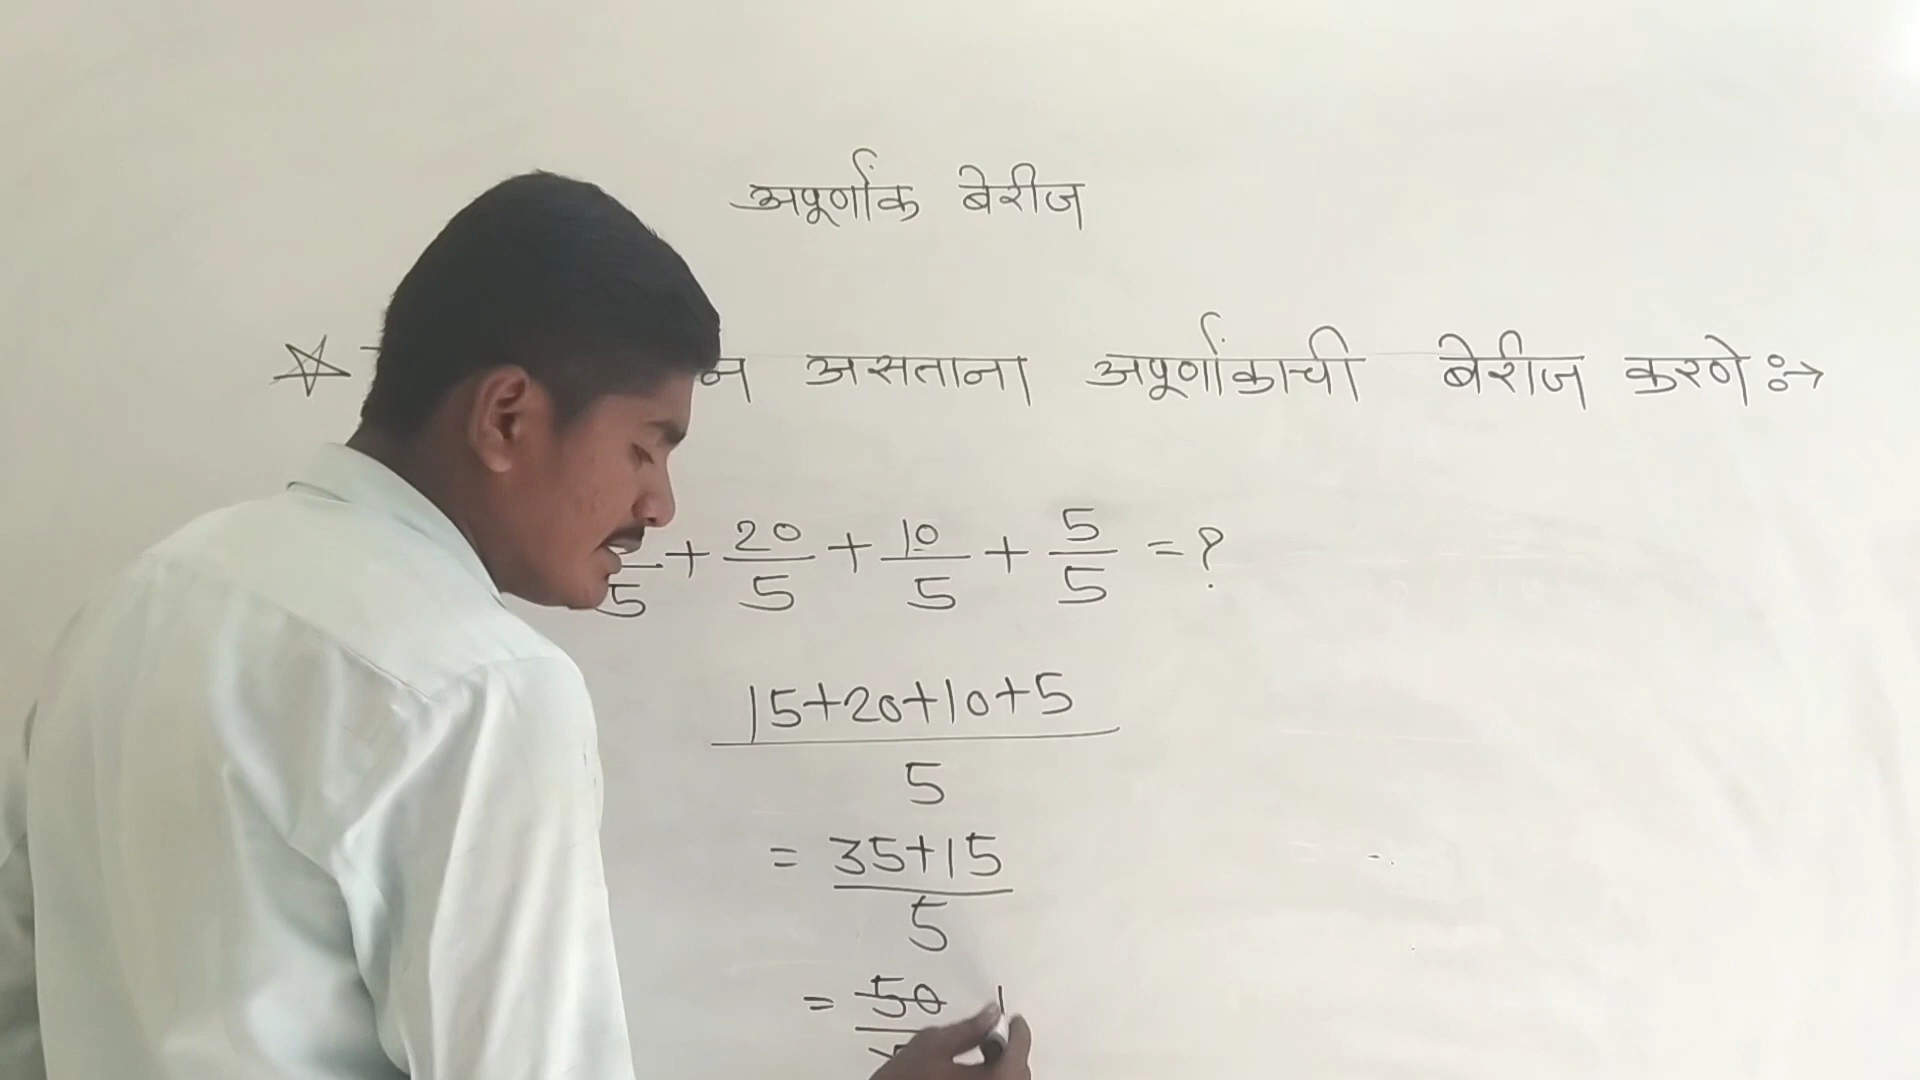 अपूर्णांक बेरीज
असताना अपूर्णांकाची बेरीज करणे :→
5 + 20/5 + 10/5 + 5/5 = ?
15+20+10+5
5
= 35+15
5
= 50 1